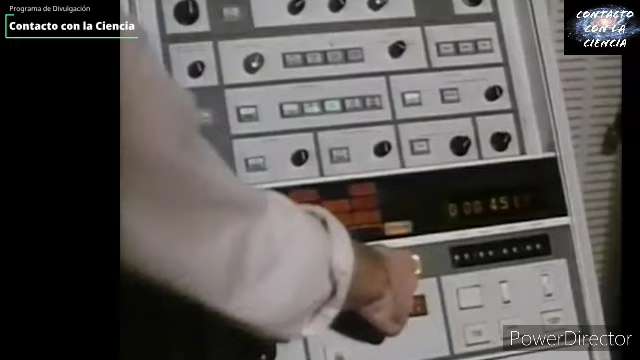 Programa de Divulgación
Contacto con la Ciencia
CONTACTO
CON LA
CIENCIA
PowerDirector